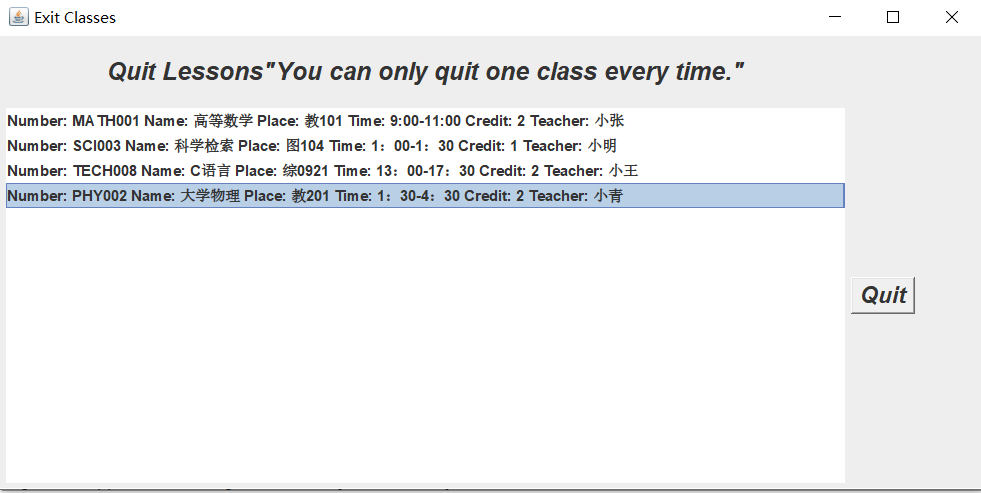 Exit Classes
Quit Lessons"You can only quit one class every time."
Number: MATH001 Name: 高等数学 Place: 教101 Time: 9:00-11:00 Credit: 2 Teacher: 小张
Number: SCI003 Name: 科学检索 Place: 图104 Time: 1：00-1：30 Credit: 1 Teacher: 小明
Number: TECH008 Name: C语言 Place: 综0921 Time: 13：00-17：30 Credit: 2 Teacher: 小王
Number: PHY002 Name: 大学物理 Place: 教201 Time: 1：30-4：30 Credit: 2 Teacher: 小青
Quit